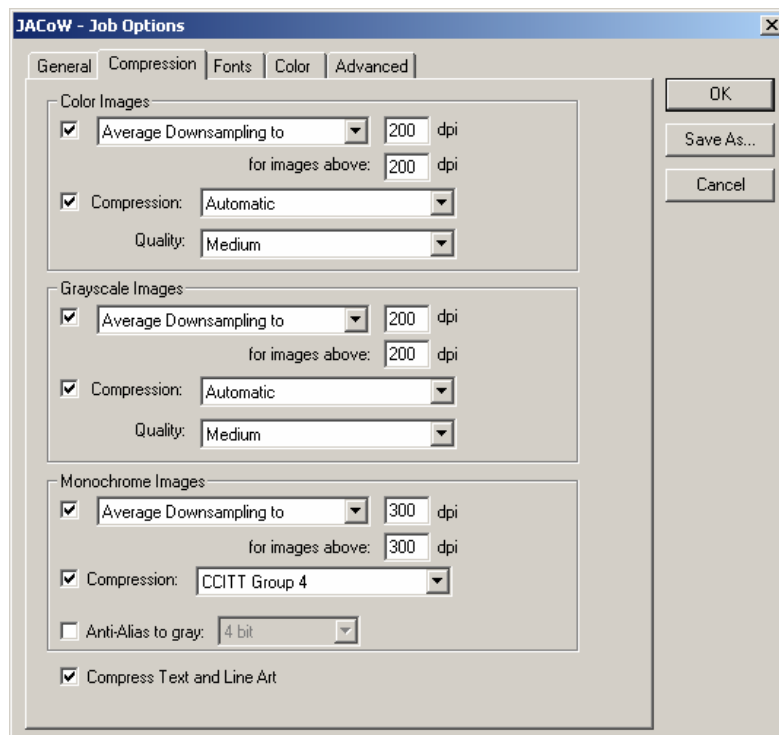 JACoW - Job Options
General Compression Fonts Color Advanced
OK
Save As...
Cancel
Color Images
Average Downsampling to 200 dpi
for images above: 200 dpi
Compression: Automatic
Quality: Medium
Grayscale Images
Average Downsampling to 200 dpi
for images above: 200 dpi
Compression: Automatic
Quality: Medium
Monochrome Images
Average Downsampling to 300 dpi
for images above: 300 dpi
Compression: CCITT Group 4
Anti-Alias to gray: 4 bit
Compress Text and Line Art